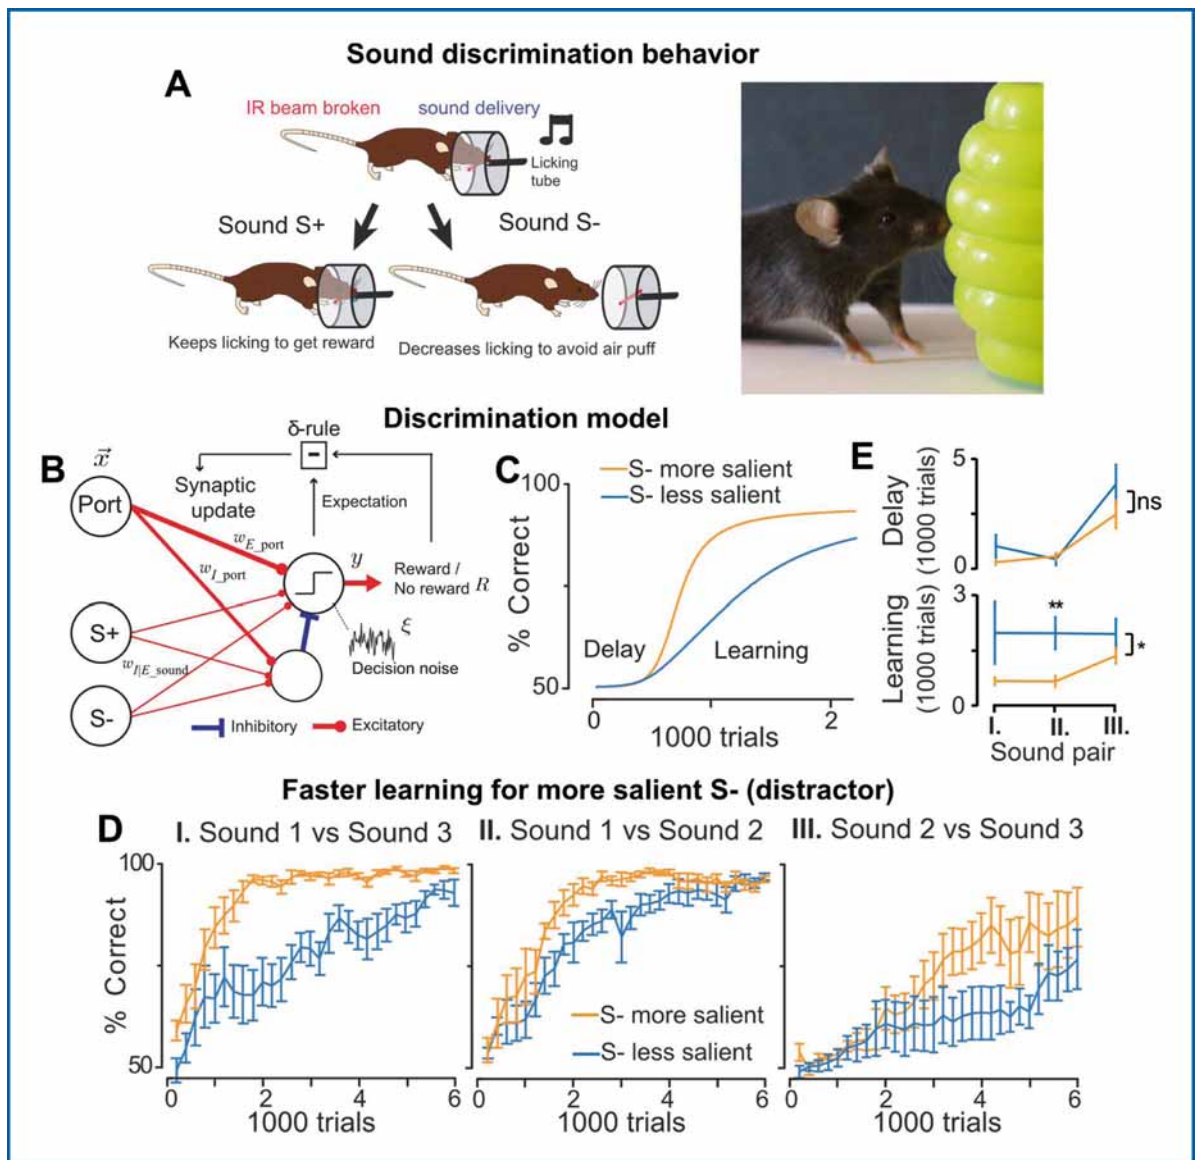 Sound discrimination behavior
A
IR beam broken
sound delivery
Licking
tube
Sound S+
Sound S-
Keeps licking to get reward
Decreases licking to avoid air puff
Discrimination model
B
x⃗
δ-rule
-
Port
Synaptic
update
Expectation
w_E_port
w_I_port
y
Reward /
No reward R
S+
ξ
w_I|E_sound
Decision noise
S-
Inhibitory
Excitatory
C
S- more salient
S- less salient
100
% Correct
Delay
Learning
50
0
2
1000 trials
E
5
Delay
(1000 trials)
0
ns
3
Learning
(1000 trials)
0
**
*
I.
II.
III.
Sound pair
Faster learning for more salient S- (distractor)
D
I. Sound 1 vs Sound 3
II. Sound 1 vs Sound 2
III. Sound 2 vs Sound 3
100
% Correct
50
S- more salient
S- less salient
0 2 4 6
1000 trials
0 2 4 6
1000 trials
0 2 4 6
1000 trials